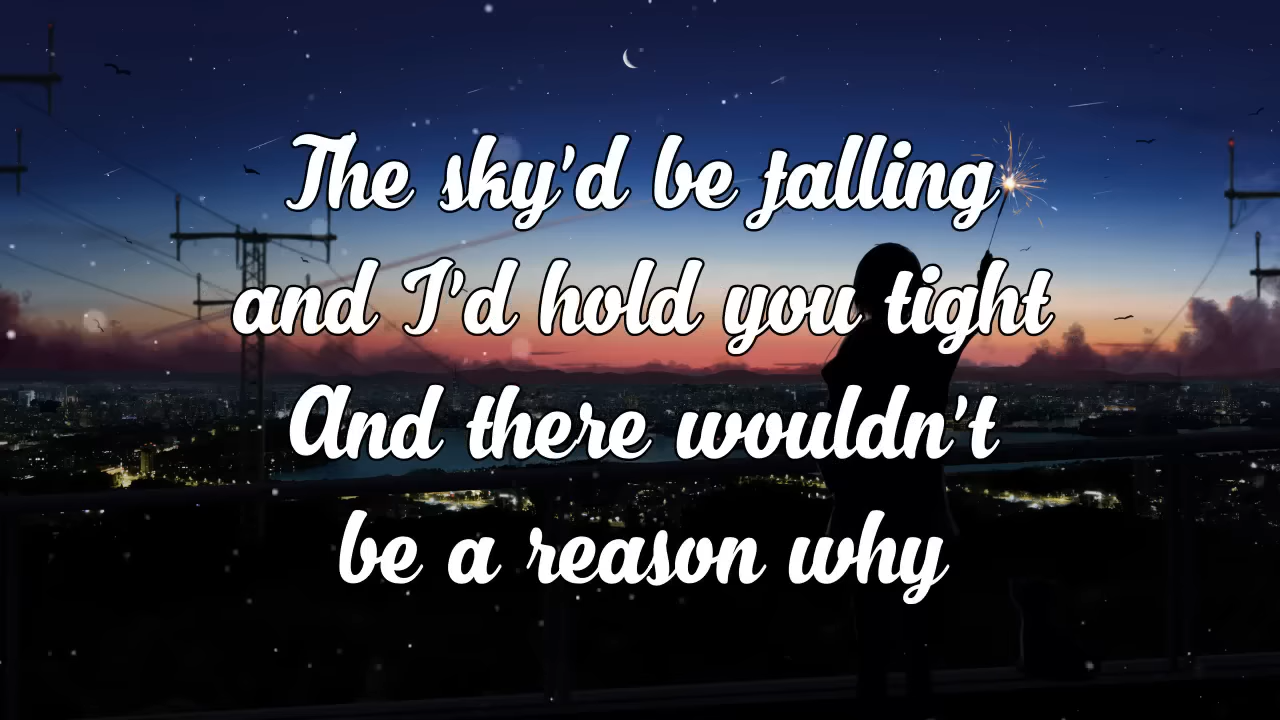 The sky'd be falling
and I'd hold you tight
And there wouldn't
be a reason why